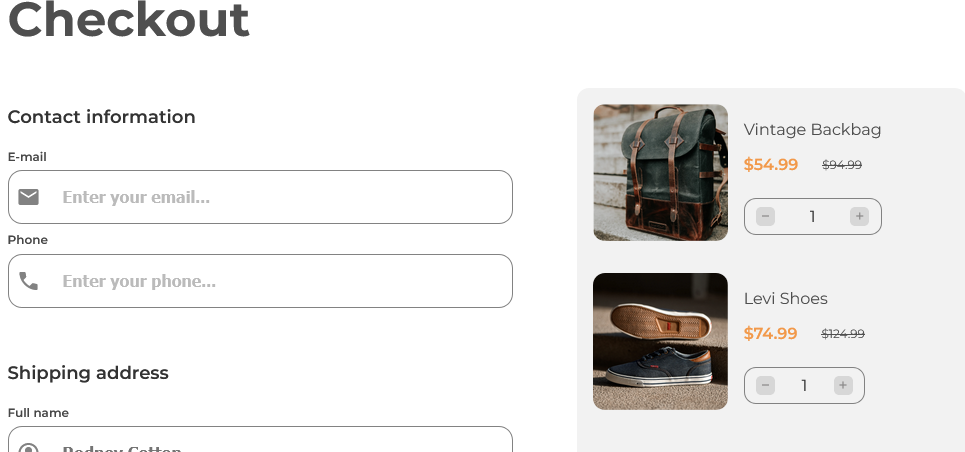 Checkout
Contact information
E-mail
Enter your email...
Phone
Enter your phone...
Shipping address
Full name
Rodney Cotton
Vintage Backbag
$54.99 $94.99
− 1 +
Levi Shoes
$74.99 $124.99
− 1 +